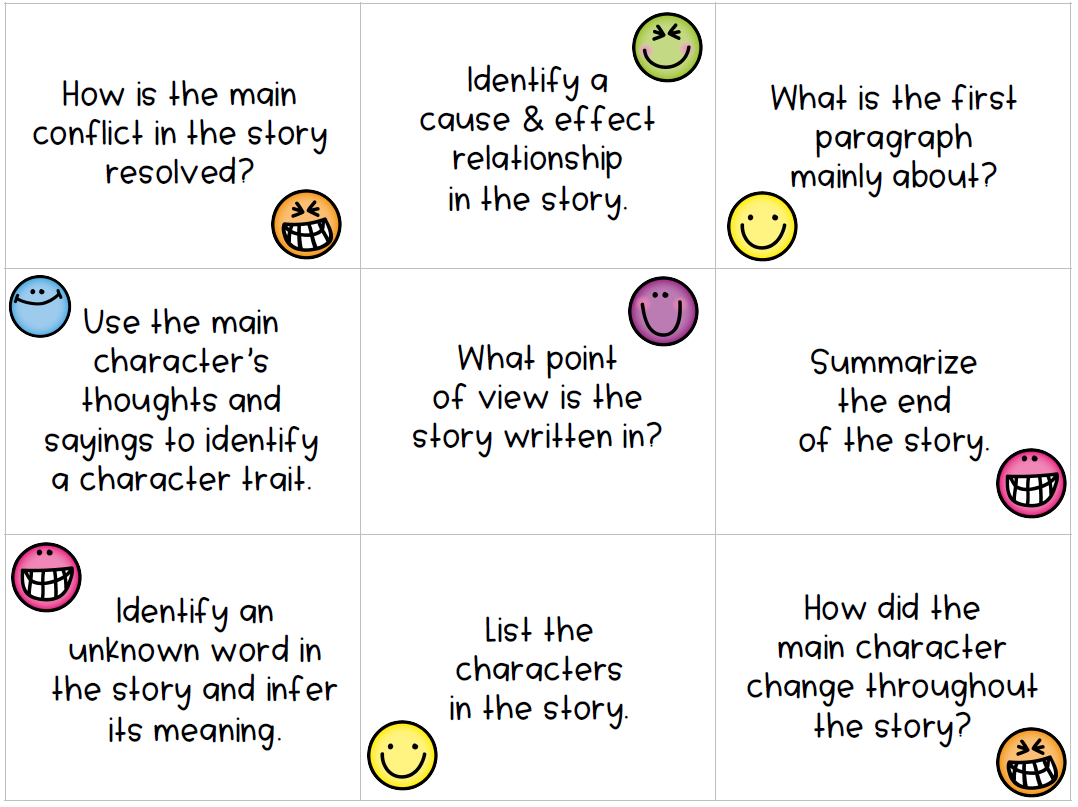 How is the main
conflict in the story
resolved?
Identify a
cause & effect
relationship
in the story.
What is the first
paragraph
mainly about?
Use the main
character's
thoughts and
sayings to identify
a character trait.
What point
of view is the
story written in?
Summarize
the end
of the story.
Identify an
unknown word in
the story and infer
its meaning.
List the
characters
in the story.
How did the
main character
change throughout
the story?